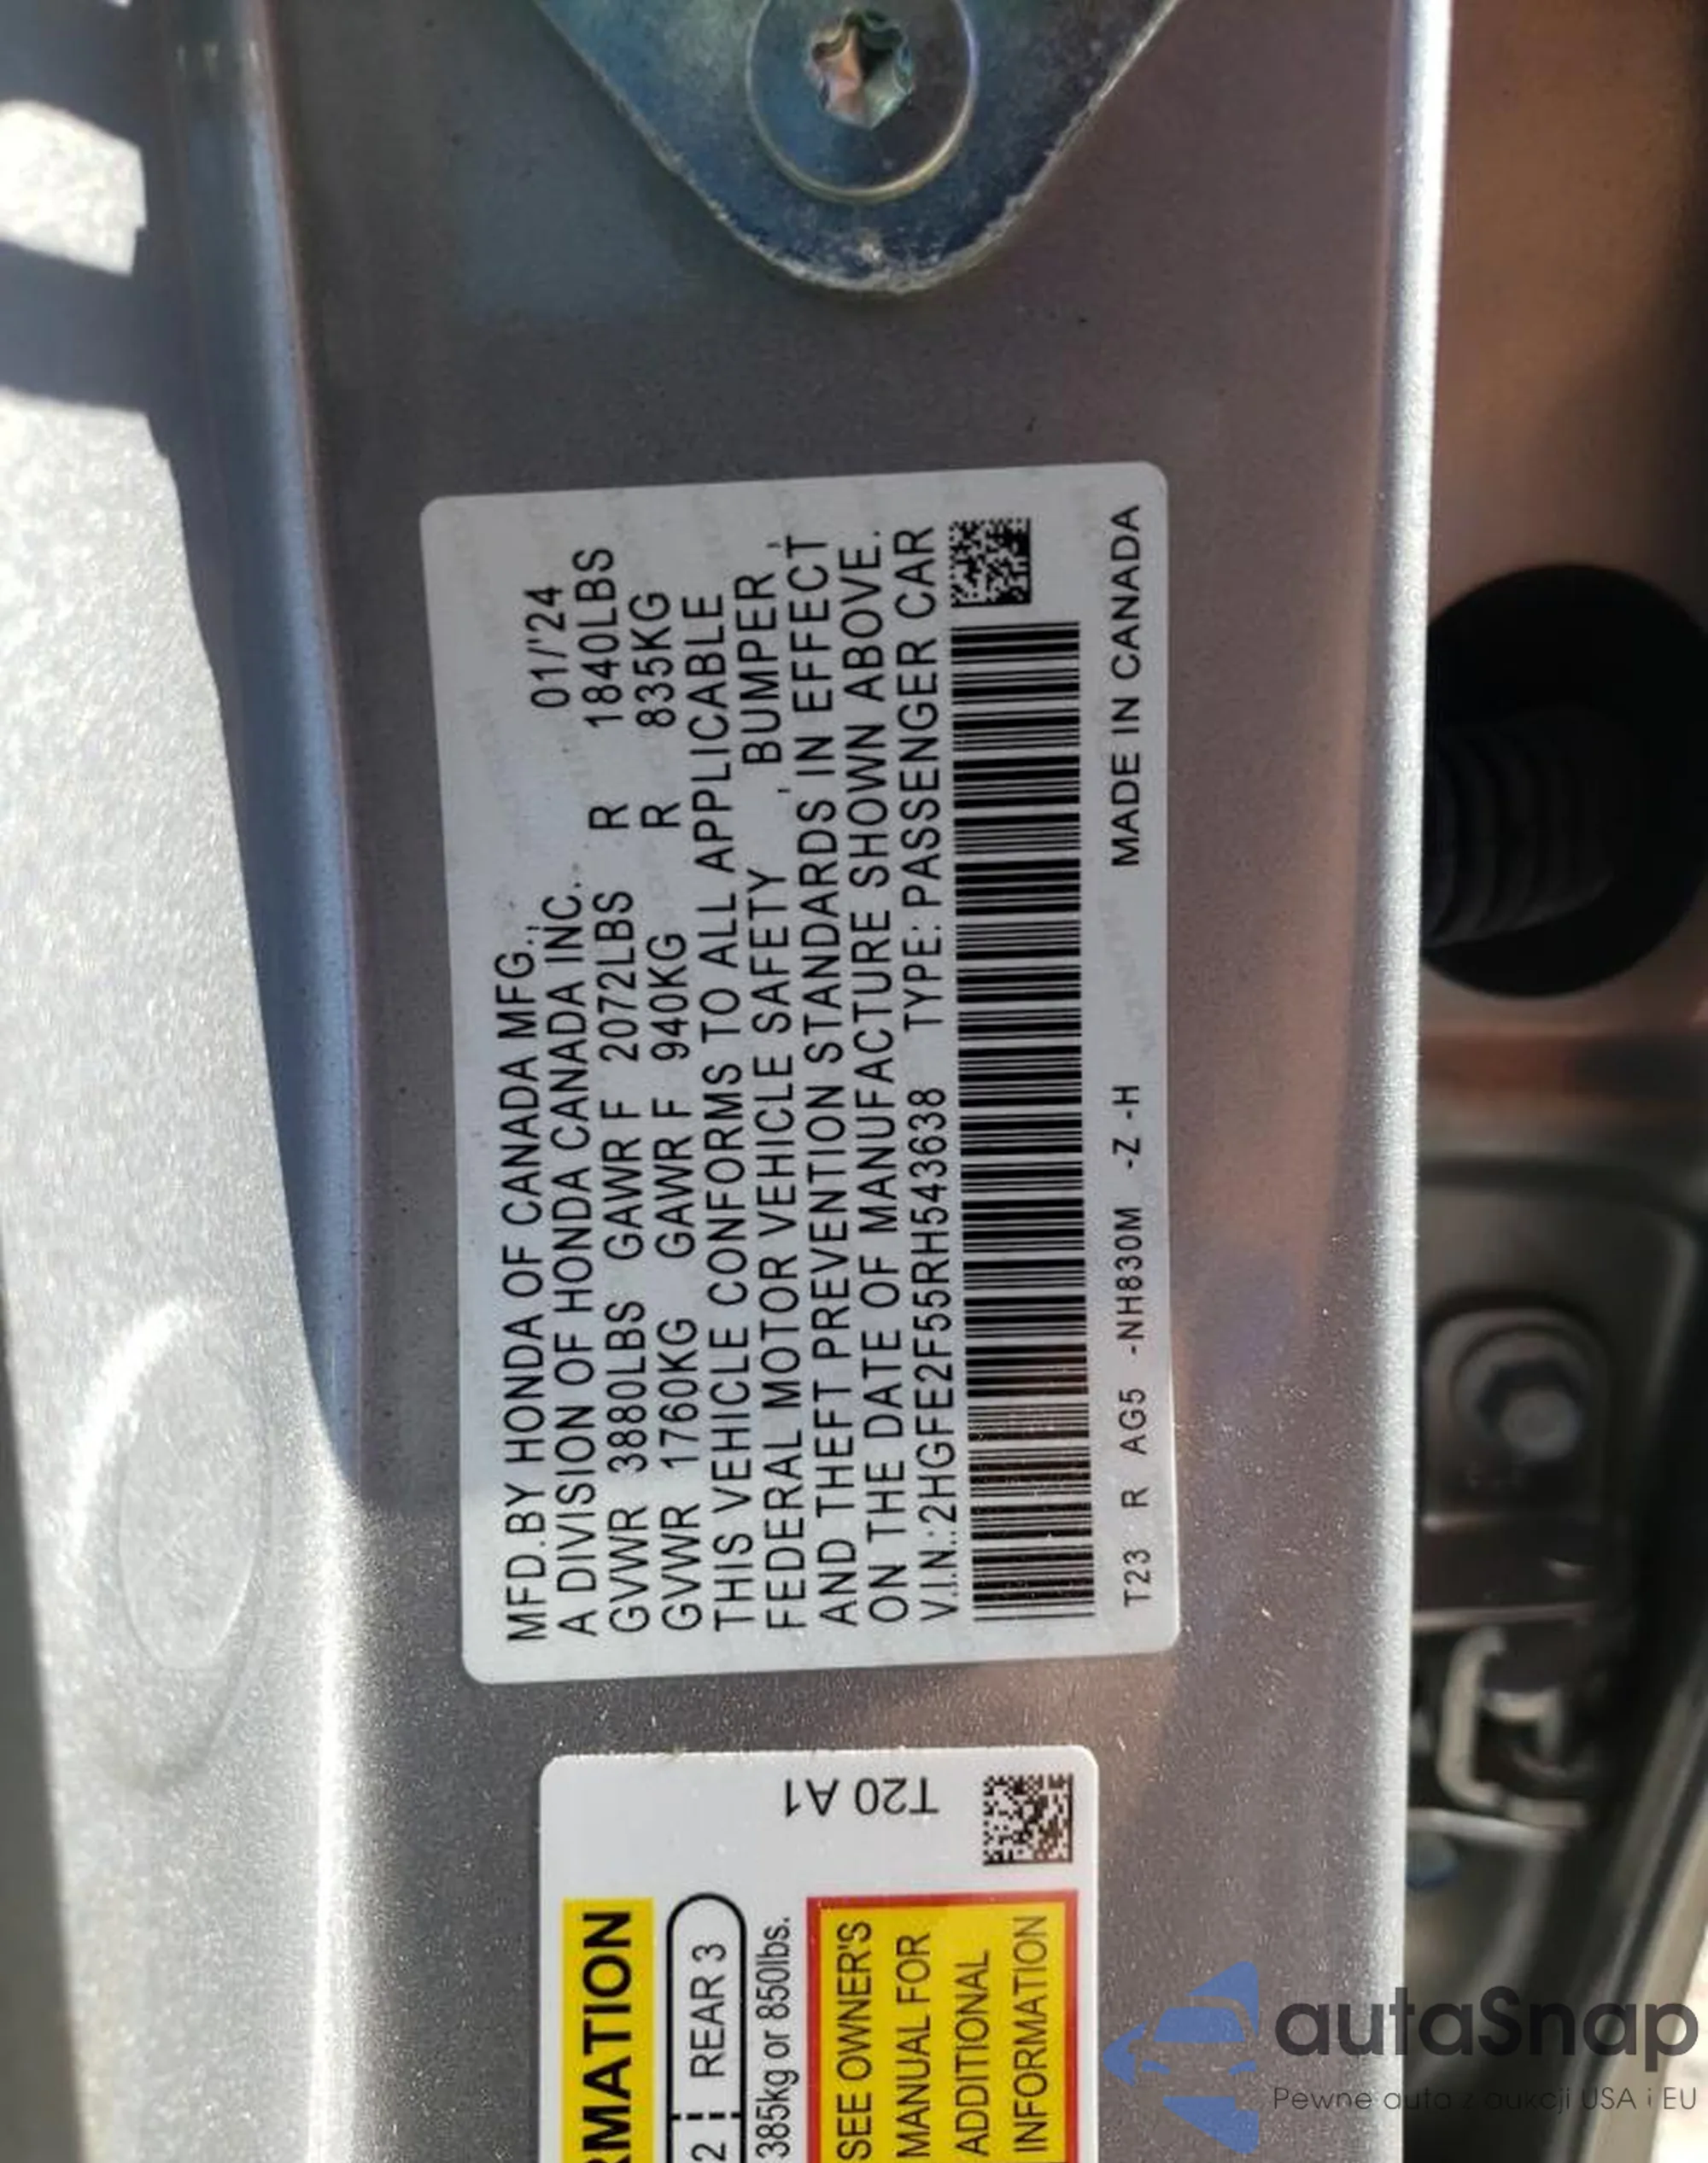 MFD.BY HONDA OF CANADA MFG., 01/'24
A DIVISION OF HONDA CANADA INC.
GVWR 3880LBS GAWR F 2072LBS R 1840LBS
GVWR 1760KG GAWR F 940KG R 835KG
THIS VEHICLE CONFORMS TO ALL APPLICABLE
FEDERAL MOTOR VEHICLE SAFETY , BUMPER,
AND THEFT PREVENTION STANDARDS IN EFFECT
ON THE DATE OF MANUFACTURE SHOWN ABOVE.
V.I.N.:2HGFE2F55RH543638 TYPE: PASSENGER CAR
T23 R AG5 -NH830M -Z -H MADE IN CANADA
T20 A1
RMATION
2 REAR 3
385kg or 850lbs.
SEE OWNER'S
MANUAL FOR
ADDITIONAL
INFORMATION
autaSnap
Pewne auta z aukcji USA i EU